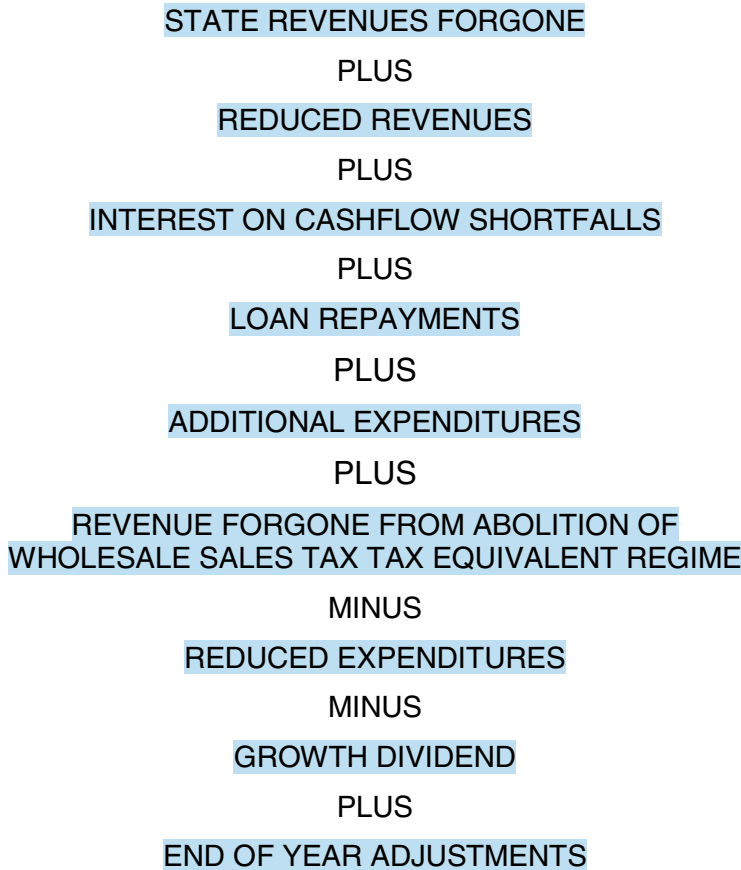 STATE REVENUES FORGONE
PLUS
REDUCED REVENUES
PLUS
INTEREST ON CASHFLOW SHORTFALLS
PLUS
LOAN REPAYMENTS
PLUS
ADDITIONAL EXPENDITURES
PLUS
REVENUE FORGONE FROM ABOLITION OF
WHOLESALE SALES TAX TAX EQUIVALENT REGIME
MINUS
REDUCED EXPENDITURES
MINUS
GROWTH DIVIDEND
PLUS
END OF YEAR ADJUSTMENTS